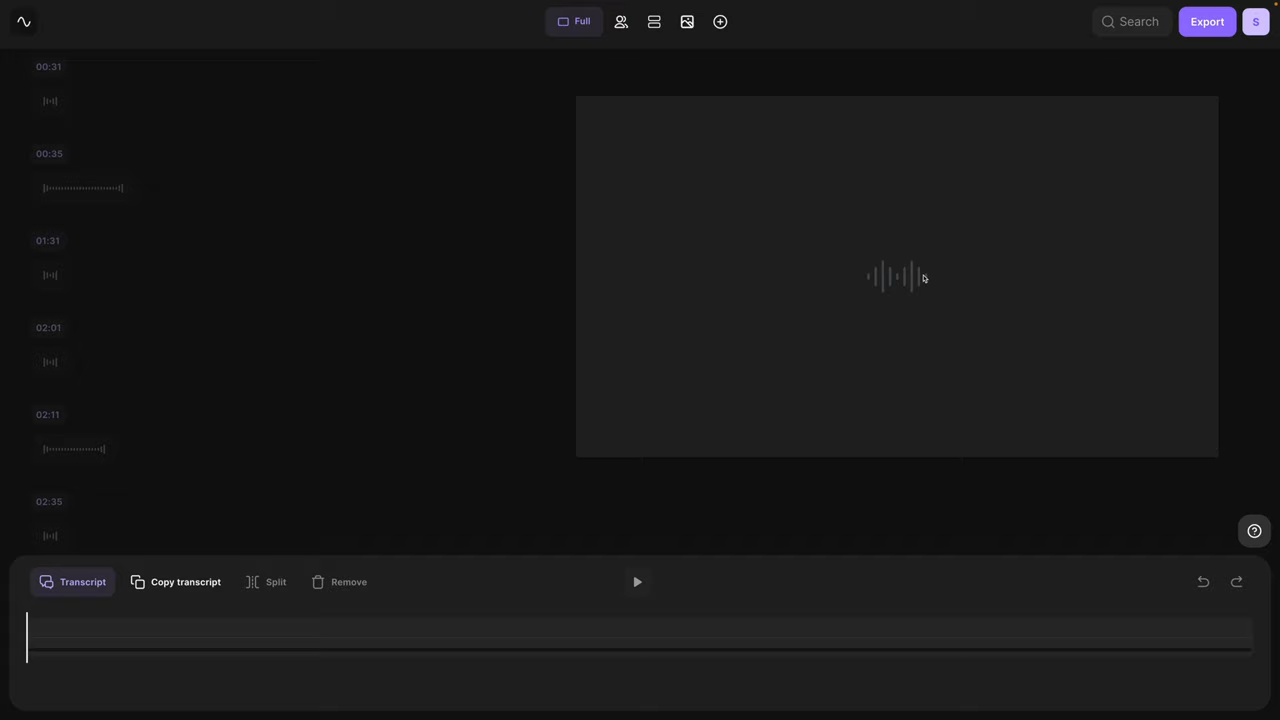 Full
Search
Export
S
00:31
00:35
01:31
02:01
02:11
02:35
Transcript
Copy transcript
Split
Remove